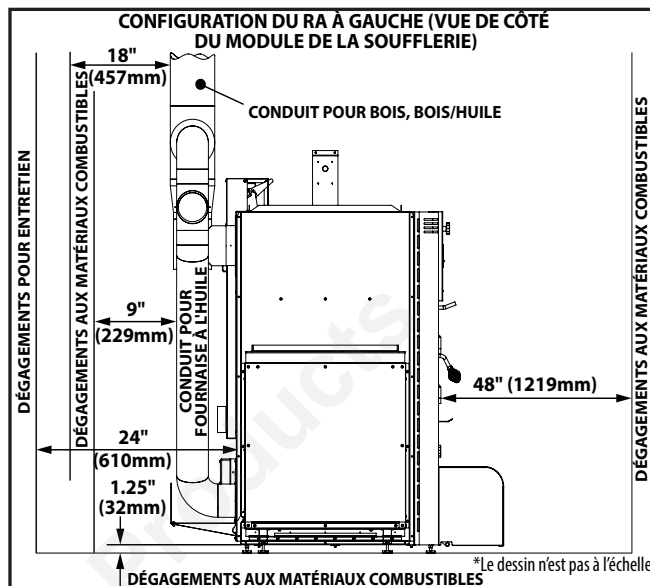 CONFIGURATION DU RA À GAUCHE (VUE DE CÔTÉ
DU MODULE DE LA SOUFFLERIE)
18"
(457mm)
CONDUIT POUR BOIS, BOIS/HUILE
DÉGAGEMENTS POUR ENTRETIEN
DÉGAGEMENTS AUX MATÉRIAUX COMBUSTIBLES
9"
(229mm)
CONDUIT POUR
FOURNAISE À L'HUILE
24"
(610mm)
1.25"
(32mm)
48" (1219mm)
DÉGAGEMENTS AUX MATÉRIAUX COMBUSTIBLES
DÉGAGEMENTS AUX MATÉRIAUX COMBUSTIBLES
*Le dessin n'est pas à l'échelle
Products